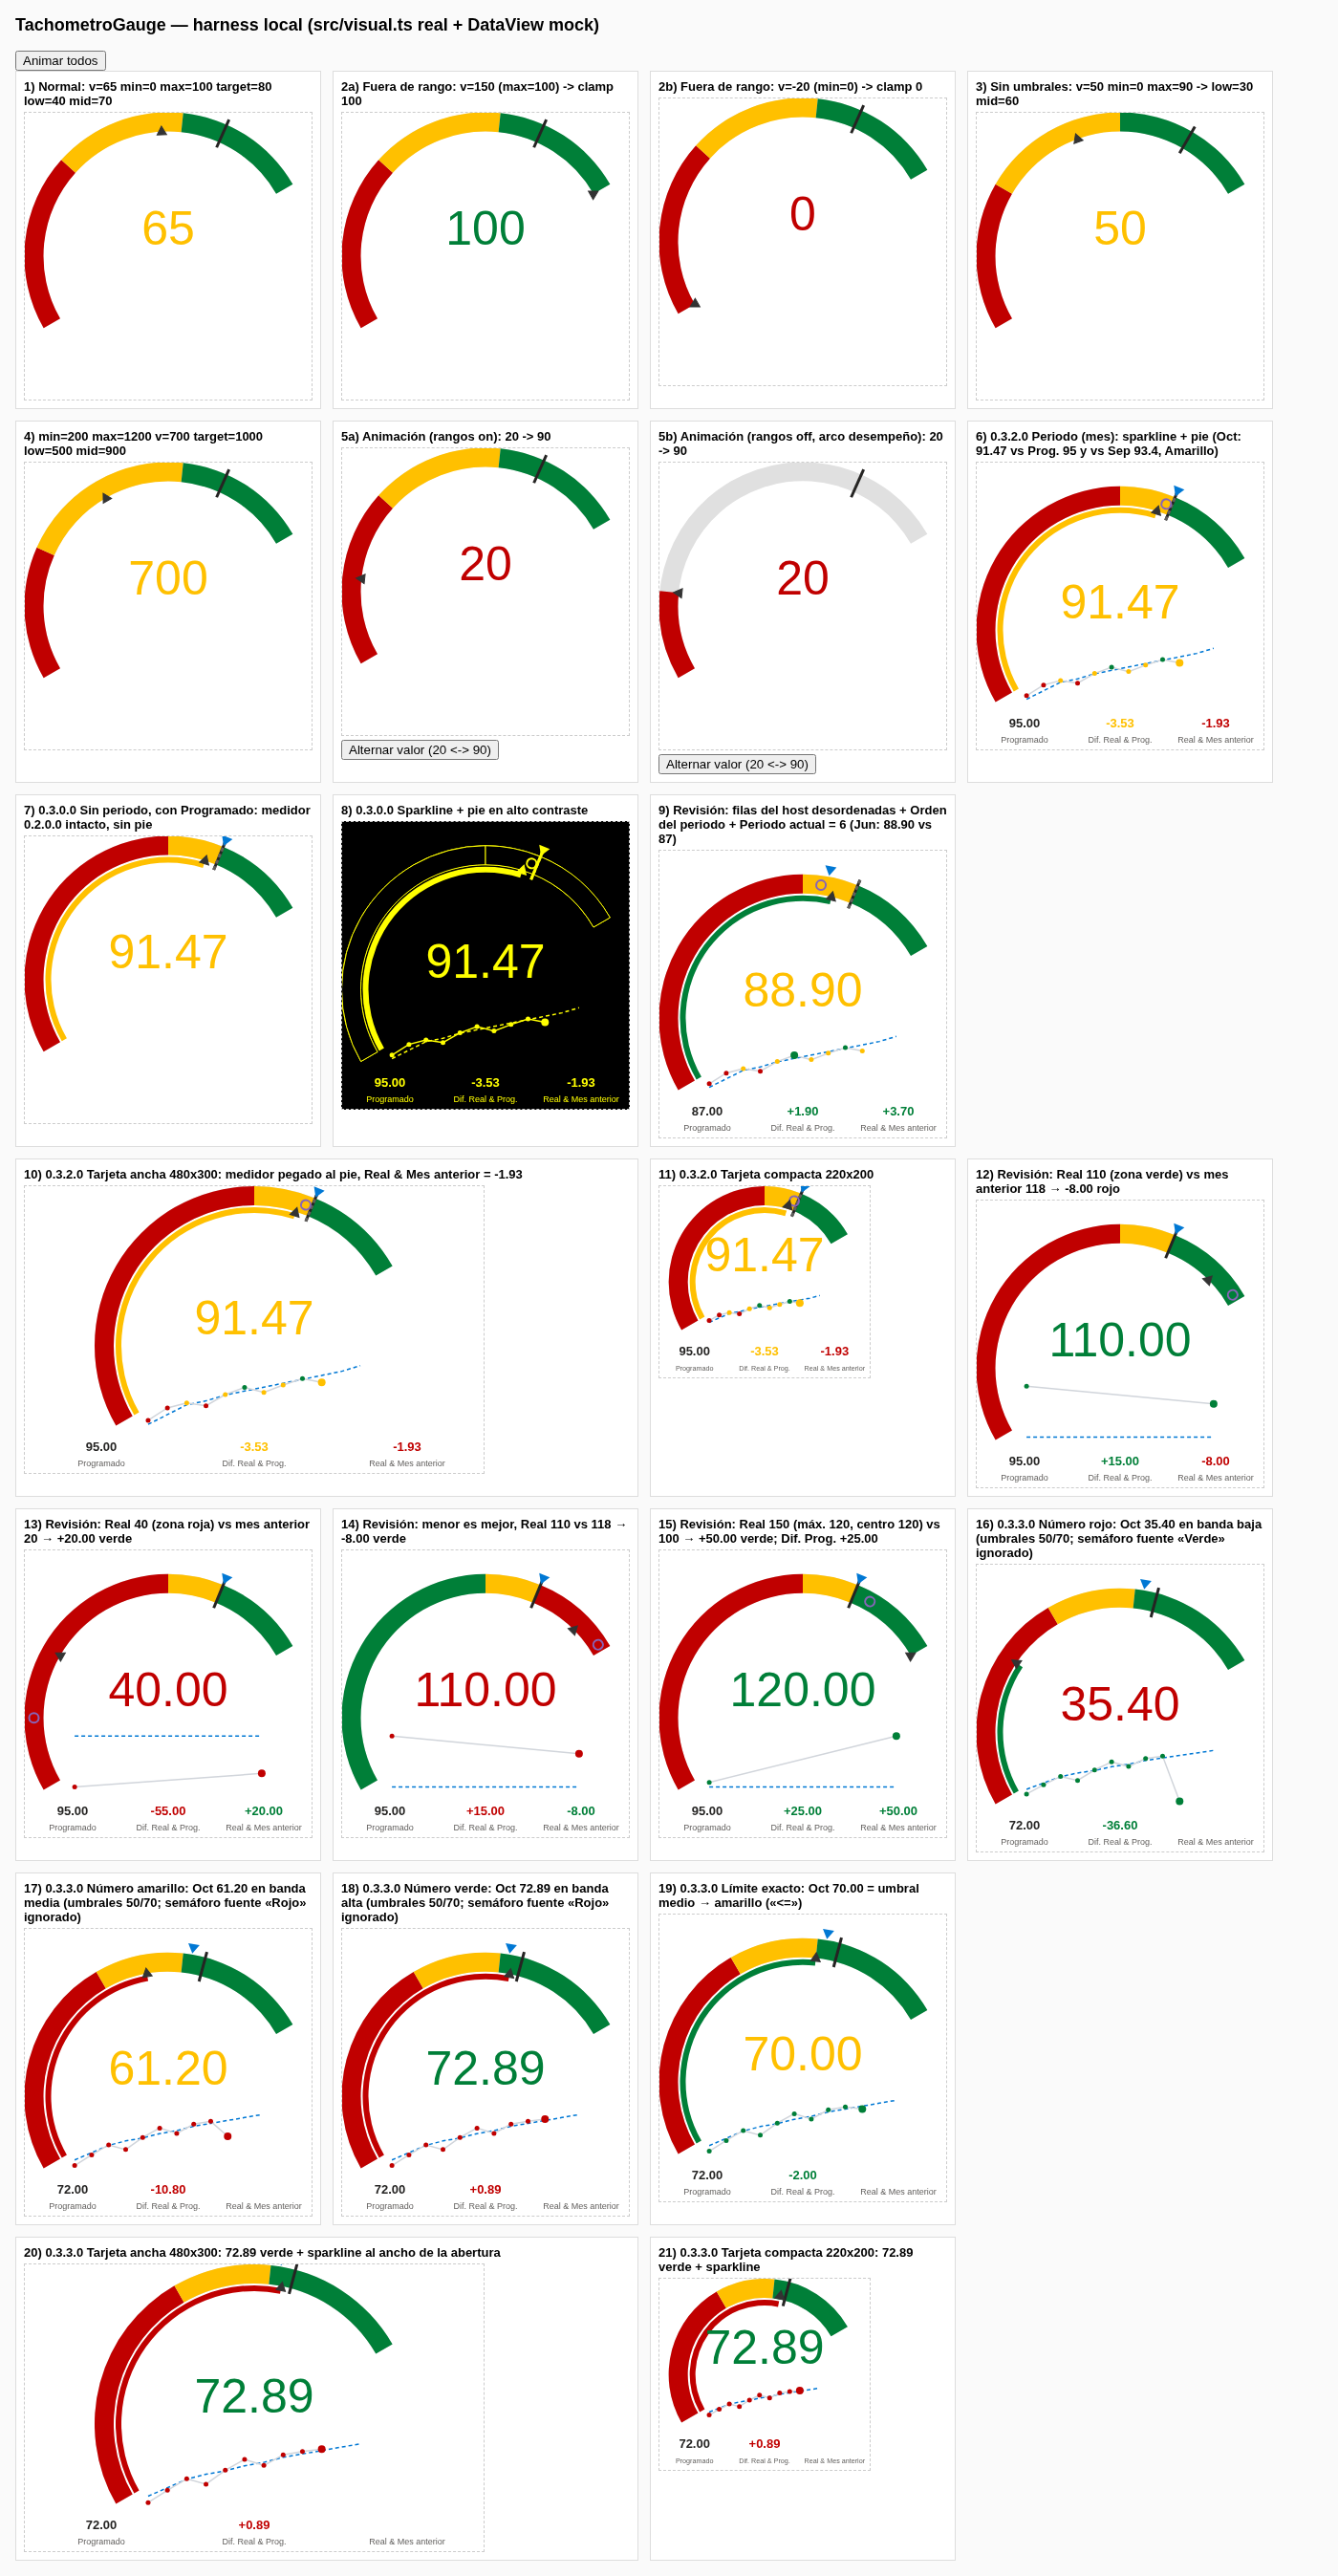 TachometroGauge — harness local (src/visual.ts real + DataView mock)
Animar todos
1) Normal: v=65 min=0 max=100 target=80
low=40 mid=70
65
2a) Fuera de rango: v=150 (max=100) -> clamp
100
100
2b) Fuera de rango: v=-20 (min=0) -> clamp 0
0
3) Sin umbrales: v=50 min=0 max=90 -> low=30
mid=60
50
4) min=200 max=1200 v=700 target=1000
low=500 mid=900
700
5a) Animación (rangos on): 20 -> 90
20
Alternar valor (20 <-> 90)
5b) Animación (rangos off, arco desempeño): 20
-> 90
20
Alternar valor (20 <-> 90)
6) 0.3.2.0 Periodo (mes): sparkline + pie (Oct:
91.47 vs Prog. 95 y vs Sep 93.4, Amarillo)
91.47
95.00 -3.53 -1.93
Programado Dif. Real & Prog. Real & Mes anterior
7) 0.3.0.0 Sin periodo, con Programado: medidor
0.2.0.0 intacto, sin pie
91.47
8) 0.3.0.0 Sparkline + pie en alto contraste
91.47
95.00 -3.53 -1.93
Programado Dif. Real & Prog. Real & Mes anterior
9) Revisión: filas del host desordenadas + Orden
del periodo + Periodo actual = 6 (Jun: 88.90 vs
87)
88.90
87.00 +1.90 +3.70
Programado Dif. Real & Prog. Real & Mes anterior
10) 0.3.2.0 Tarjeta ancha 480x300: medidor pegado al pie, Real & Mes anterior = -1.93
91.47
95.00 -3.53 -1.93
Programado Dif. Real & Prog. Real & Mes anterior
11) 0.3.2.0 Tarjeta compacta 220x200
91.47
95.00 -3.53 -1.93
Programado Dif. Real & Prog. Real & Mes anterior
12) Revisión: Real 110 (zona verde) vs mes
anterior 118 → -8.00 rojo
110.00
95.00 +15.00 -8.00
Programado Dif. Real & Prog. Real & Mes anterior
13) Revisión: Real 40 (zona roja) vs mes anterior
20 → +20.00 verde
40.00
95.00 -55.00 +20.00
Programado Dif. Real & Prog. Real & Mes anterior
14) Revisión: menor es mejor, Real 110 vs 118 →
-8.00 verde
110.00
95.00 +15.00 -8.00
Programado Dif. Real & Prog. Real & Mes anterior
15) Revisión: Real 150 (máx. 120, centro 120) vs
100 → +50.00 verde; Dif. Prog. +25.00
120.00
95.00 +25.00 +50.00
Programado Dif. Real & Prog. Real & Mes anterior
16) 0.3.3.0 Número rojo: Oct 35.40 en banda baja
(umbrales 50/70; semáforo fuente «Verde»
ignorado)
35.40
72.00 -36.60
Programado Dif. Real & Prog. Real & Mes anterior
17) 0.3.3.0 Número amarillo: Oct 61.20 en banda
media (umbrales 50/70; semáforo fuente «Rojo»
ignorado)
61.20
72.00 -10.80
Programado Dif. Real & Prog. Real & Mes anterior
18) 0.3.3.0 Número verde: Oct 72.89 en banda
alta (umbrales 50/70; semáforo fuente «Rojo»
ignorado)
72.89
72.00 +0.89
Programado Dif. Real & Prog. Real & Mes anterior
19) 0.3.3.0 Límite exacto: Oct 70.00 = umbral
medio → amarillo («<=»)
70.00
72.00 -2.00
Programado Dif. Real & Prog. Real & Mes anterior
20) 0.3.3.0 Tarjeta ancha 480x300: 72.89 verde + sparkline al ancho de la abertura
72.89
72.00 +0.89
Programado Dif. Real & Prog. Real & Mes anterior
21) 0.3.3.0 Tarjeta compacta 220x200: 72.89
verde + sparkline
72.89
72.00 +0.89
Programado Dif. Real & Prog. Real & Mes anterior